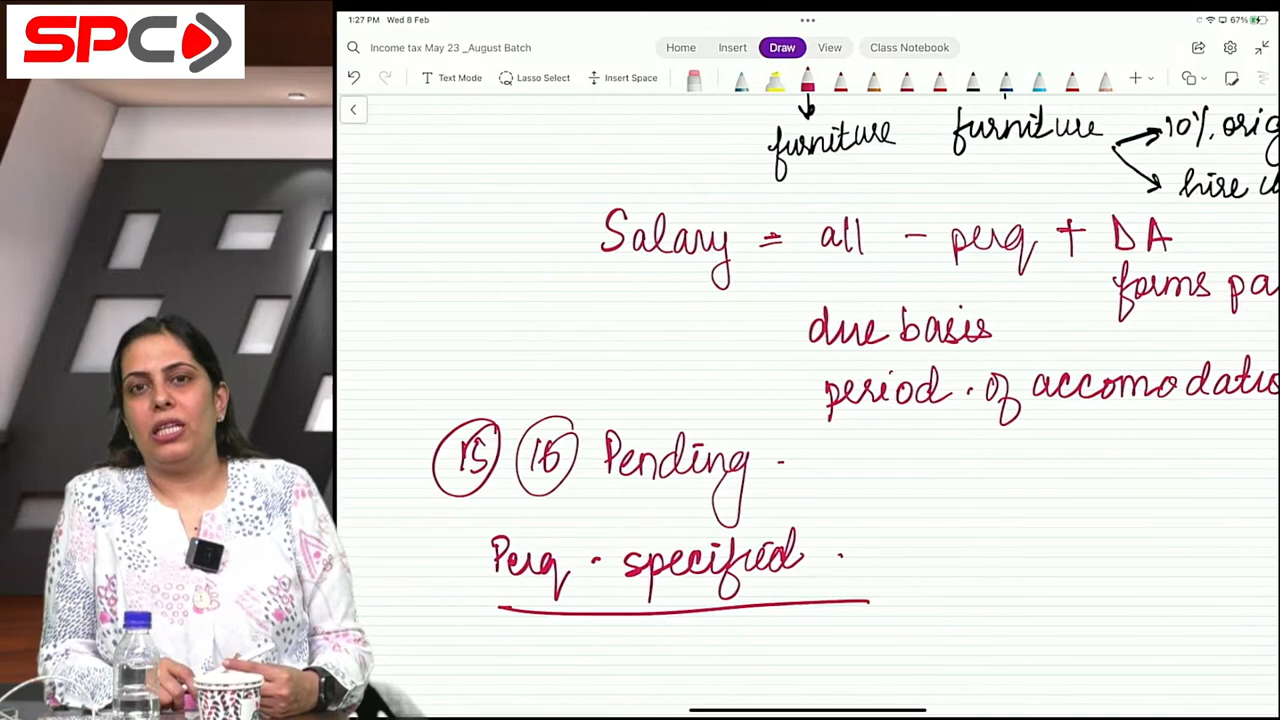 SPC
1:27 PM Wed 8 Feb
67%
Income tax May 23 _August Batch
Home Insert Draw View Class Notebook
Text Mode Lasso Select Insert Space
furniture furniture 10% orig
hire
Salary = all - perq + DA
forms pa
due basis
period. of accomodatio
15 16 Pending -
Perq - specified .